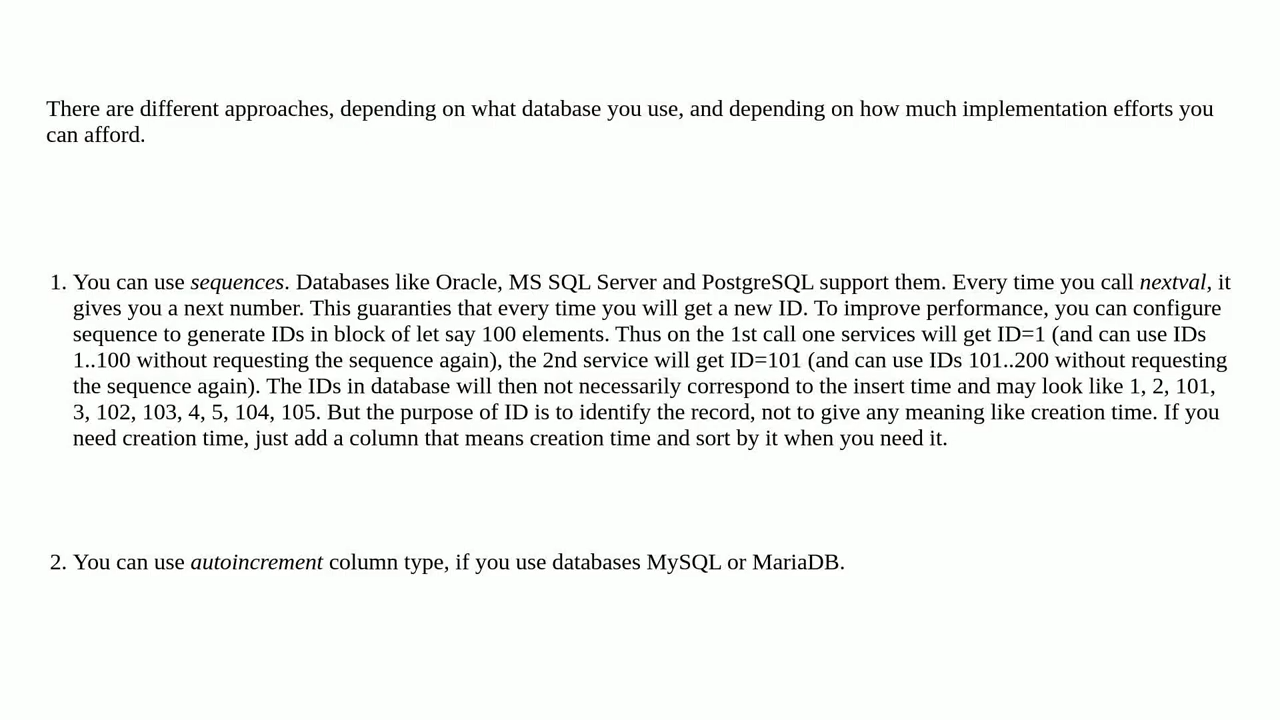 There are different approaches, depending on what database you use, and depending on how much implementation efforts you
can afford.
1. You can use sequences. Databases like Oracle, MS SQL Server and PostgreSQL support them. Every time you call nextval, it
gives you a next number. This guaranties that every time you will get a new ID. To improve performance, you can configure
sequence to generate IDs in block of let say 100 elements. Thus on the 1st call one services will get ID=1 (and can use IDs
1..100 without requesting the sequence again), the 2nd service will get ID=101 (and can use IDs 101..200 without requesting
the sequence again). The IDs in database will then not necessarily correspond to the insert time and may look like 1, 2, 101,
3, 102, 103, 4, 5, 104, 105. But the purpose of ID is to identify the record, not to give any meaning like creation time. If you
need creation time, just add a column that means creation time and sort by it when you need it.
2. You can use autoincrement column type, if you use databases MySQL or MariaDB.